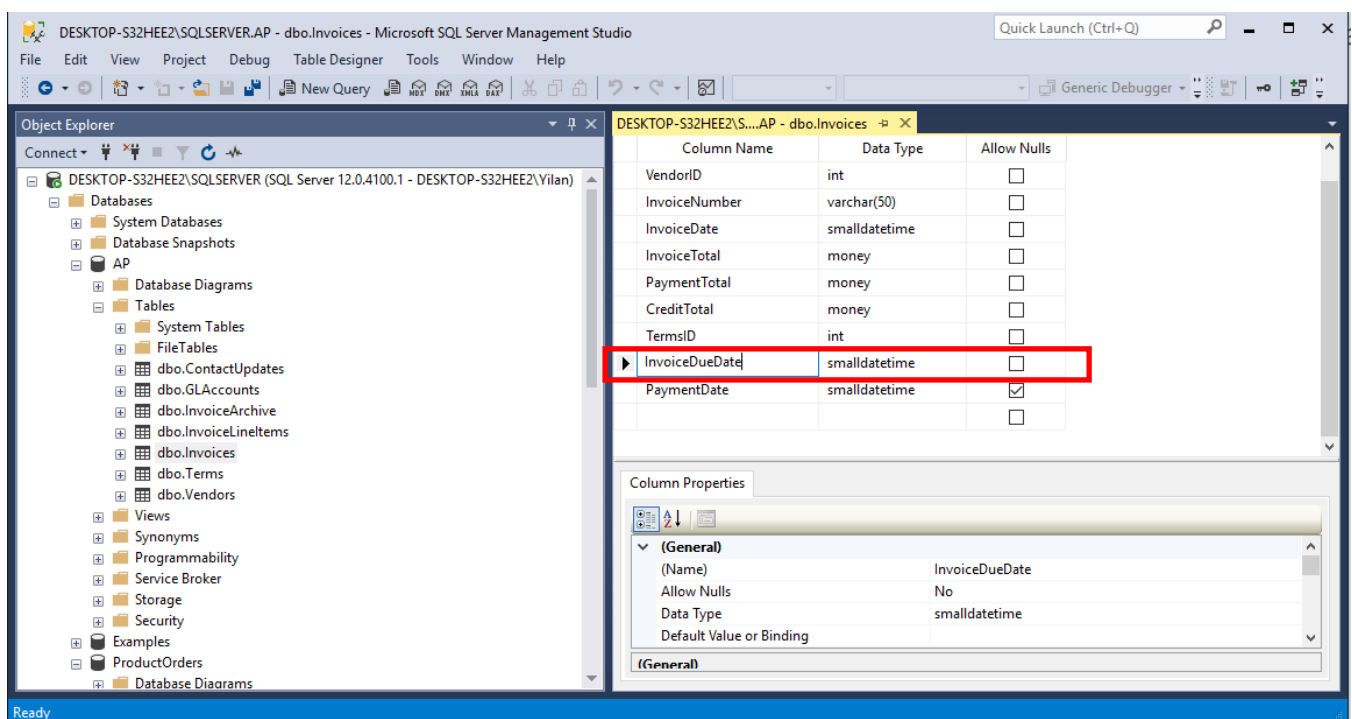 DESKTOP-S32HEE2\SQLSERVER.AP - dbo.Invoices - Microsoft SQL Server Management Studio
Quick Launch (Ctrl+Q)
File Edit View Project Debug Table Designer Tools Window Help
New Query MDX DMX XMLA DAX Generic Debugger
Object Explorer
Connect
DESKTOP-S32HEE2\SQLSERVER (SQL Server 12.0.4100.1 - DESKTOP-S32HEE2\Yilan)
Databases
System Databases
Database Snapshots
AP
Database Diagrams
Tables
System Tables
FileTables
dbo.ContactUpdates
dbo.GLAccounts
dbo.InvoiceArchive
dbo.InvoiceLineItems
dbo.Invoices
dbo.Terms
dbo.Vendors
Views
Synonyms
Programmability
Service Broker
Storage
Security
Examples
ProductOrders
Database Diagrams
DESKTOP-S32HEE2\S....AP - dbo.Invoices
Column Name Data Type Allow Nulls
VendorID int
InvoiceNumber varchar(50)
InvoiceDate smalldatetime
InvoiceTotal money
PaymentTotal money
CreditTotal money
TermsID int
InvoiceDueDate smalldatetime
PaymentDate smalldatetime
Column Properties
(General)
(Name) InvoiceDueDate
Allow Nulls No
Data Type smalldatetime
Default Value or Binding
(General)
Ready